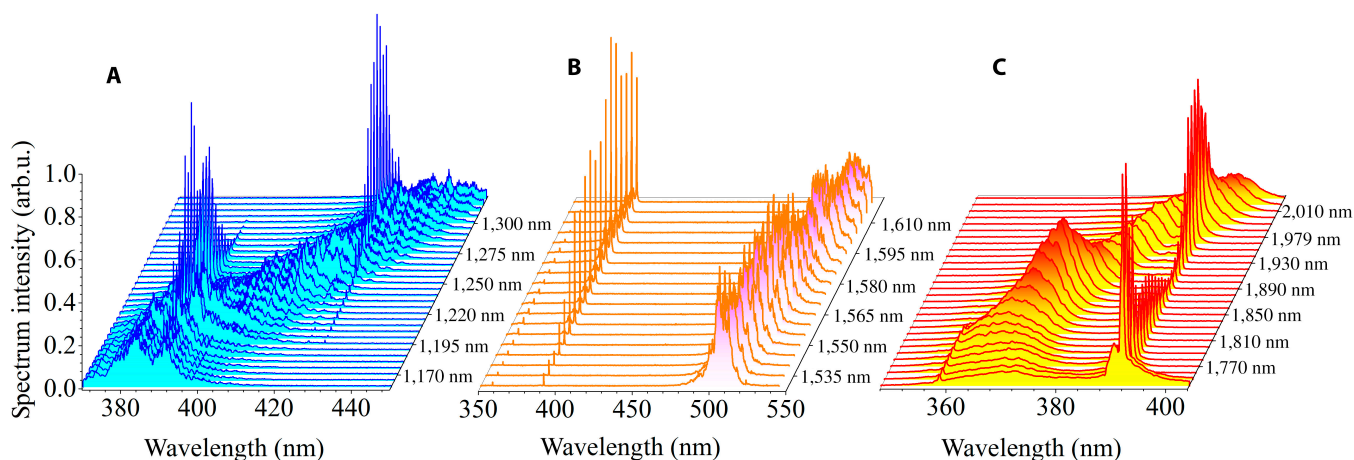 A
B
C
Spectrum intensity (arb.u.)
1.0
0.8
0.6
0.4
0.2
0.0
1,300 nm
1,275 nm
1,250 nm
1,220 nm
1,195 nm
1,170 nm
1,610 nm
1,595 nm
1,580 nm
1,565 nm
1,550 nm
1,535 nm
2,010 nm
1,979 nm
1,930 nm
1,890 nm
1,850 nm
1,810 nm
1,770 nm
380 400 420 440
350 400 450 500 550
360 380 400
Wavelength (nm)
Wavelength (nm)
Wavelength (nm)